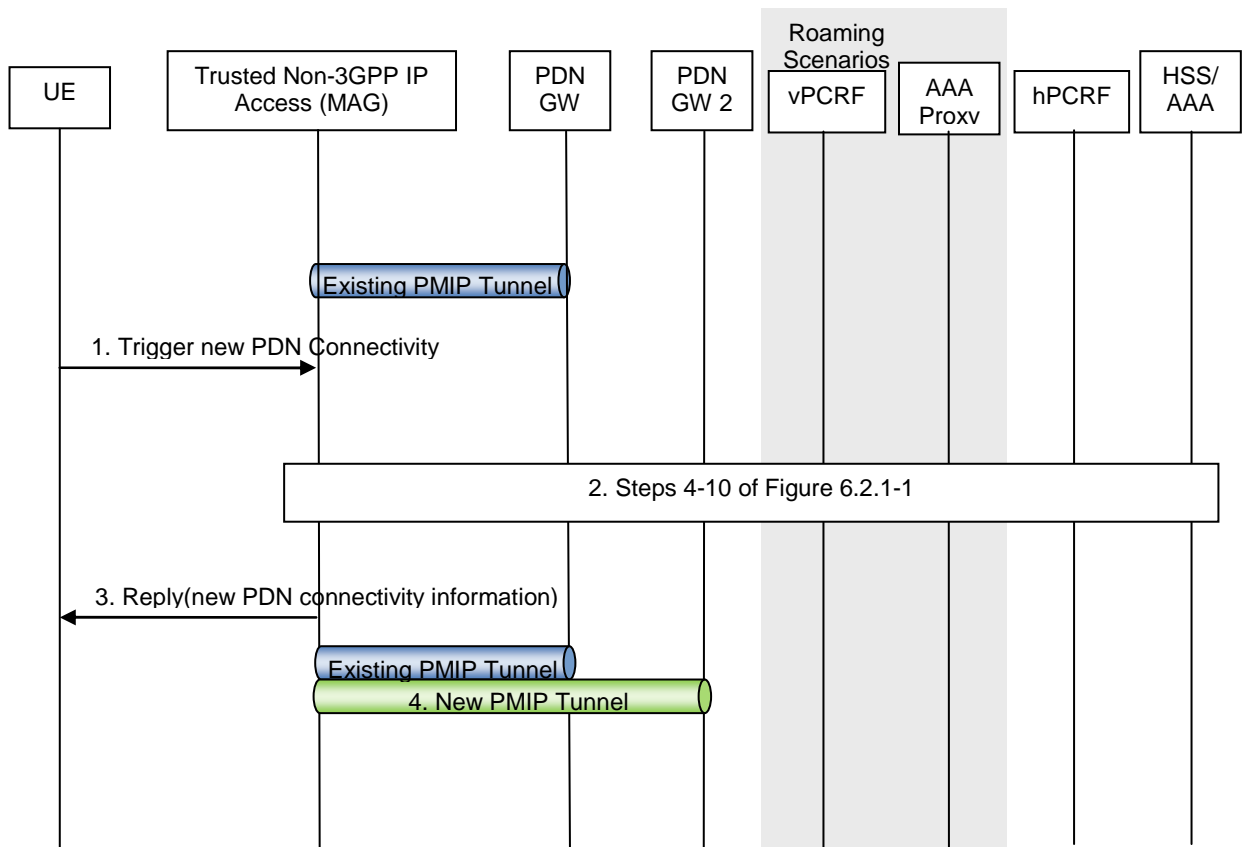 Roaming
Scenarios
UE
Trusted Non-3GPP IP
Access (MAG)
PDN
GW
PDN
GW 2
vPCRF
AAA
Proxy
hPCRF
HSS/
AAA
Existing PMIP Tunnel
1. Trigger new PDN Connectivity
2. Steps 4-10 of Figure 6.2.1-1
3. Reply(new PDN connectivity information)
Existing PMIP Tunnel
4. New PMIP Tunnel